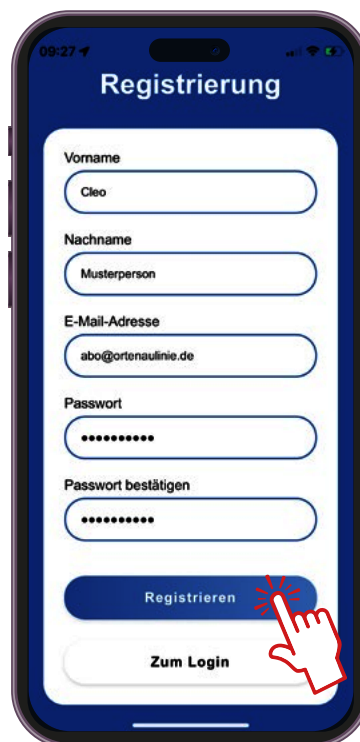 09:27
Registrierung
Vorname
Cleo
Nachname
Musterperson
E-Mail-Adresse
abo@ortenaulinie.de
Passwort
••••••••••
Passwort bestätigen
••••••••••
Registrieren
Zum Login